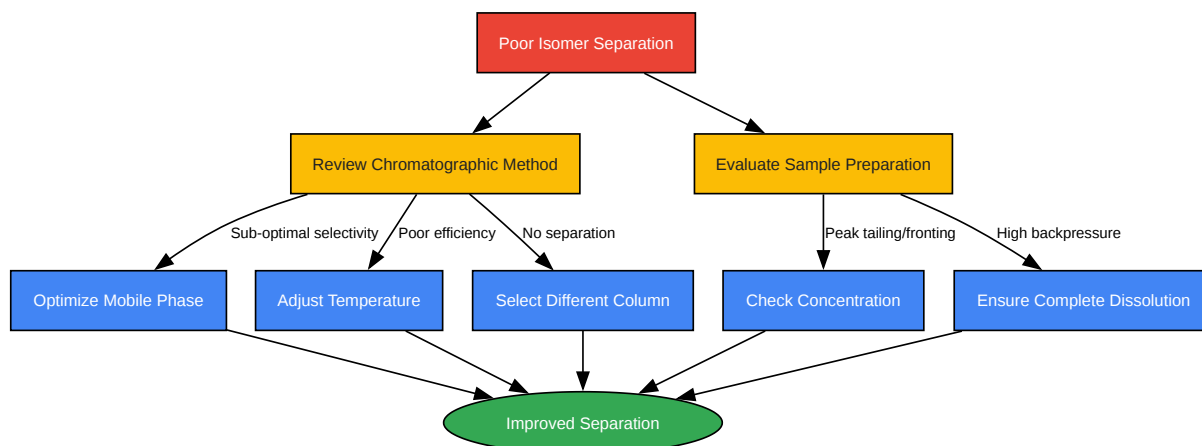 Poor Isomer Separation
Review Chromatographic Method
Evaluate Sample Preparation
Sub-optimal selectivity
Poor efficiency
No separation
Peak tailing/fronting
High backpressure
Optimize Mobile Phase
Adjust Temperature
Select Different Column
Check Concentration
Ensure Complete Dissolution
Improved Separation